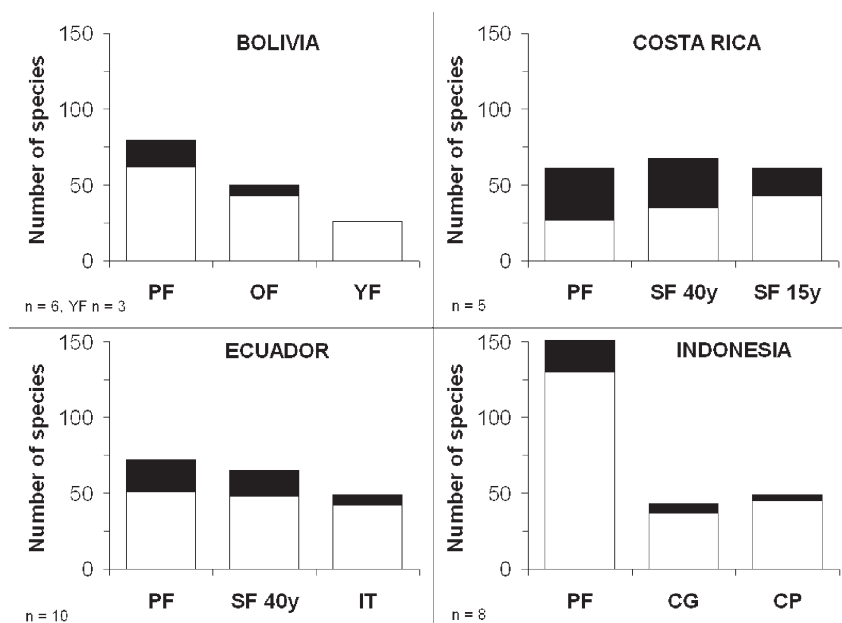 BOLIVIA
Number of species
150
100
50
0
PF OF YF
n = 6, YF n = 3
COSTA RICA
Number of species
150
100
50
0
PF SF 40y SF 15y
n = 5
ECUADOR
Number of species
150
100
50
0
PF SF 40y IT
n = 10
INDONESIA
Number of species
150
100
50
0
PF CG CP
n = 8